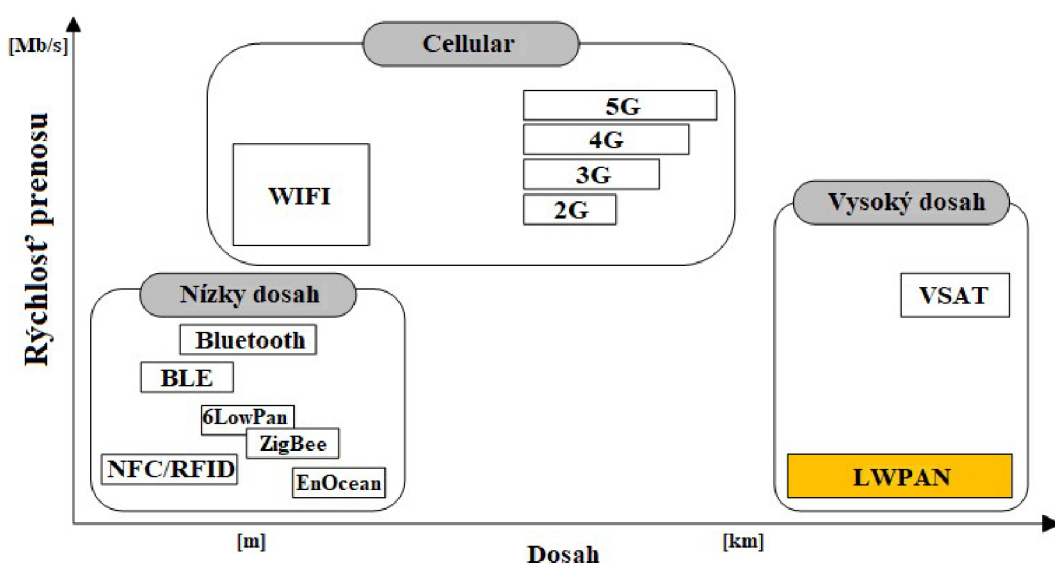 [Mb/s]
Rýchlosť prenosu
Cellular
5G
4G
3G
2G
WIFI
Vysoký dosah
VSAT
LWPAN
Nízky dosah
Bluetooth
BLE
6LowPan
ZigBee
NFC/RFID
EnOcean
[m]
Dosah
[km]